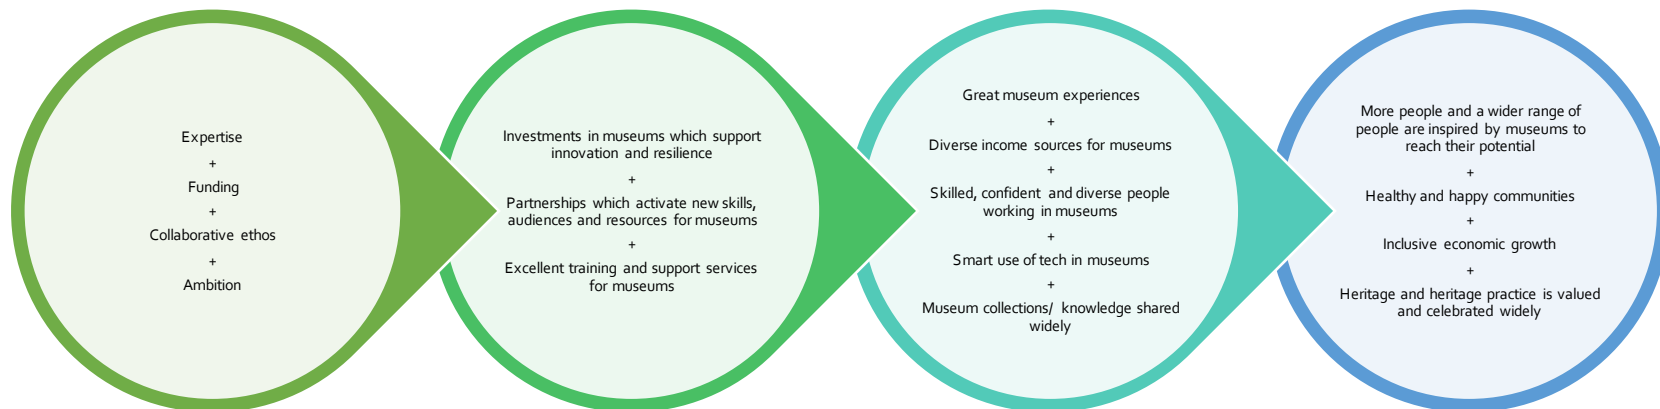 Expertise
+
Funding
+
Collaborative ethos
+
Ambition
Investments in museums which support
innovation and resilience
+
Partnerships which activate new skills,
audiences and resources for museums
+
Excellent training and support services
for museums
Great museum experiences
+
Diverse income sources for museums
+
Skilled, confident and diverse people
working in museums
+
Smart use of tech in museums
+
Museum collections/ knowledge shared
widely
More people and a wider range of
people are inspired by museums to
reach their potential
+
Healthy and happy communities
+
Inclusive economic growth
+
Heritage and heritage practice is valued
and celebrated widely